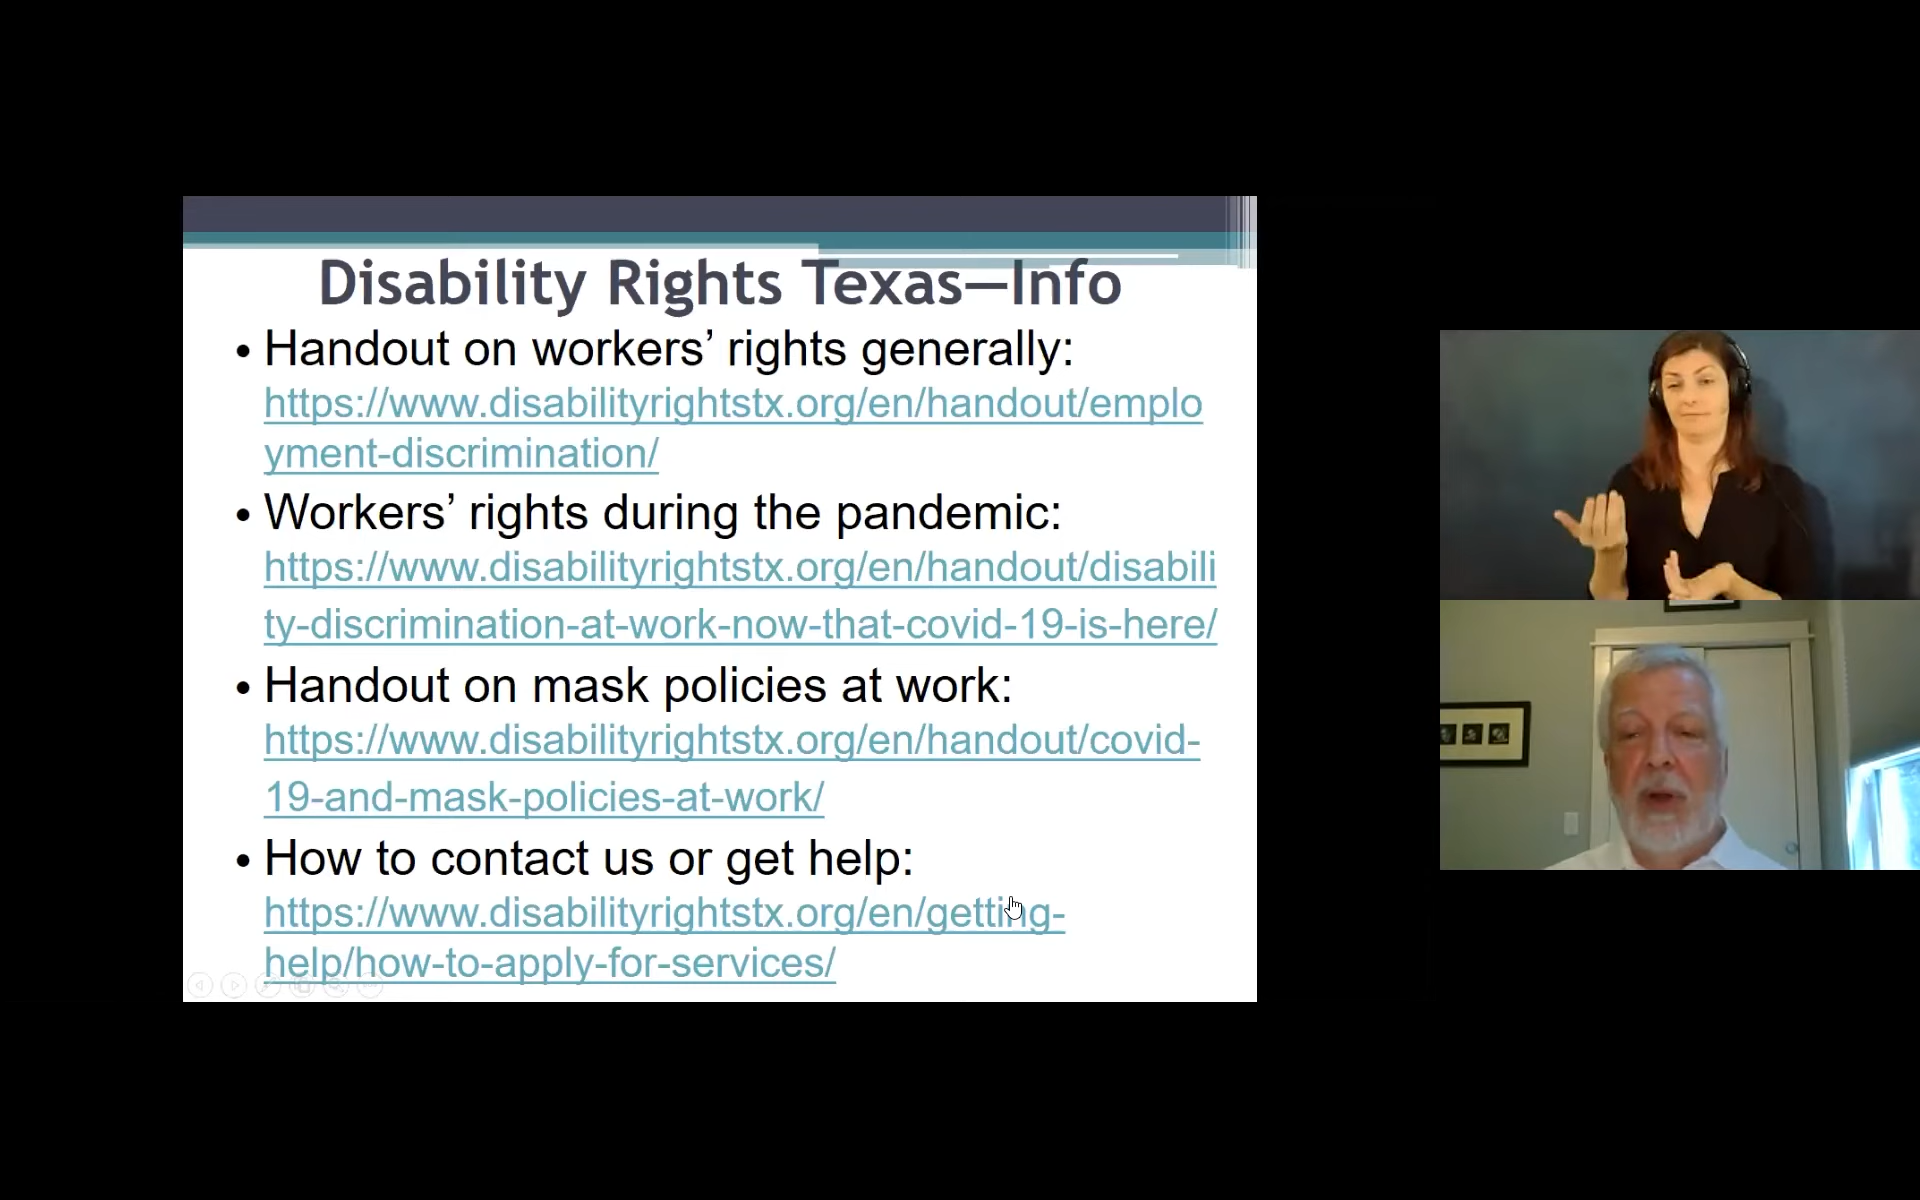 Disability Rights Texas—Info
• Handout on workers’ rights generally:
https://www.disabilityrightstx.org/en/handout/emplo
yment-discrimination/
• Workers’ rights during the pandemic:
https://www.disabilityrightstx.org/en/handout/disabili
ty-discrimination-at-work-now-that-covid-19-is-here/
• Handout on mask policies at work:
https://www.disabilityrightstx.org/en/handout/covid-
19-and-mask-policies-at-work/
• How to contact us or get help:
https://www.disabilityrightstx.org/en/getting-
help/how-to-apply-for-services/